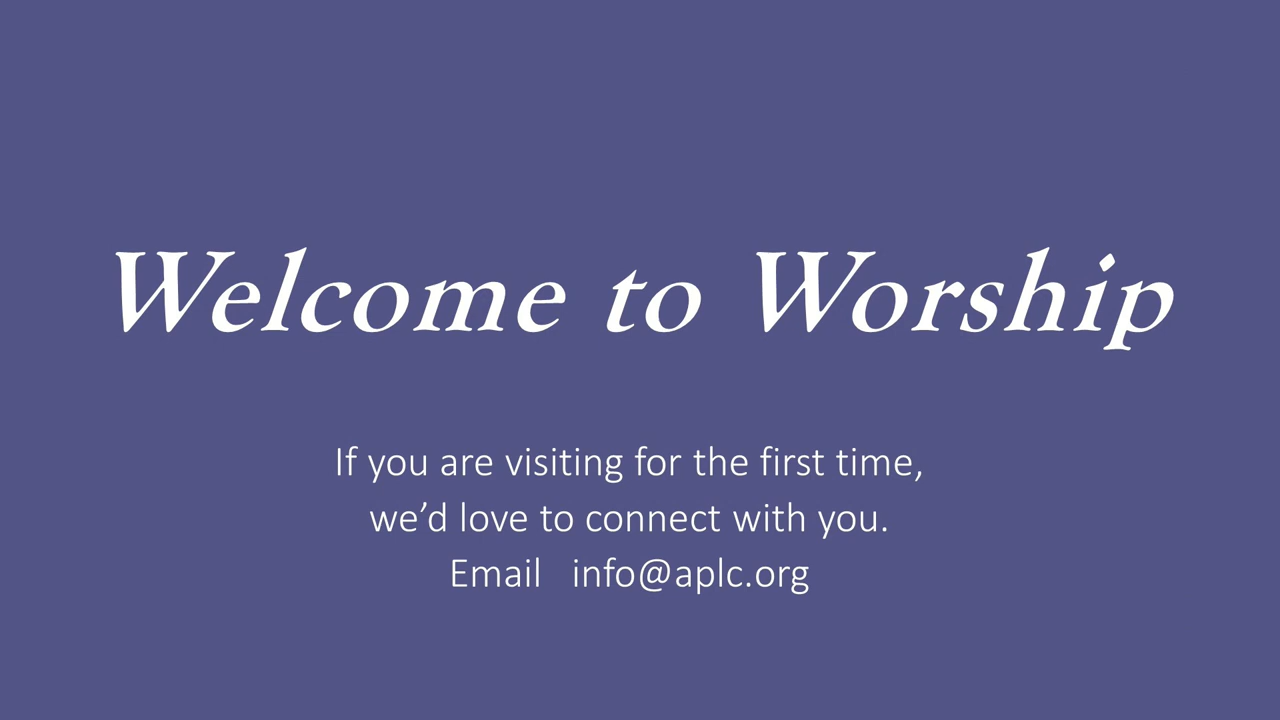 Welcome to Worship
If you are visiting for the first time,
we’d love to connect with you.
Email info@aplc.org